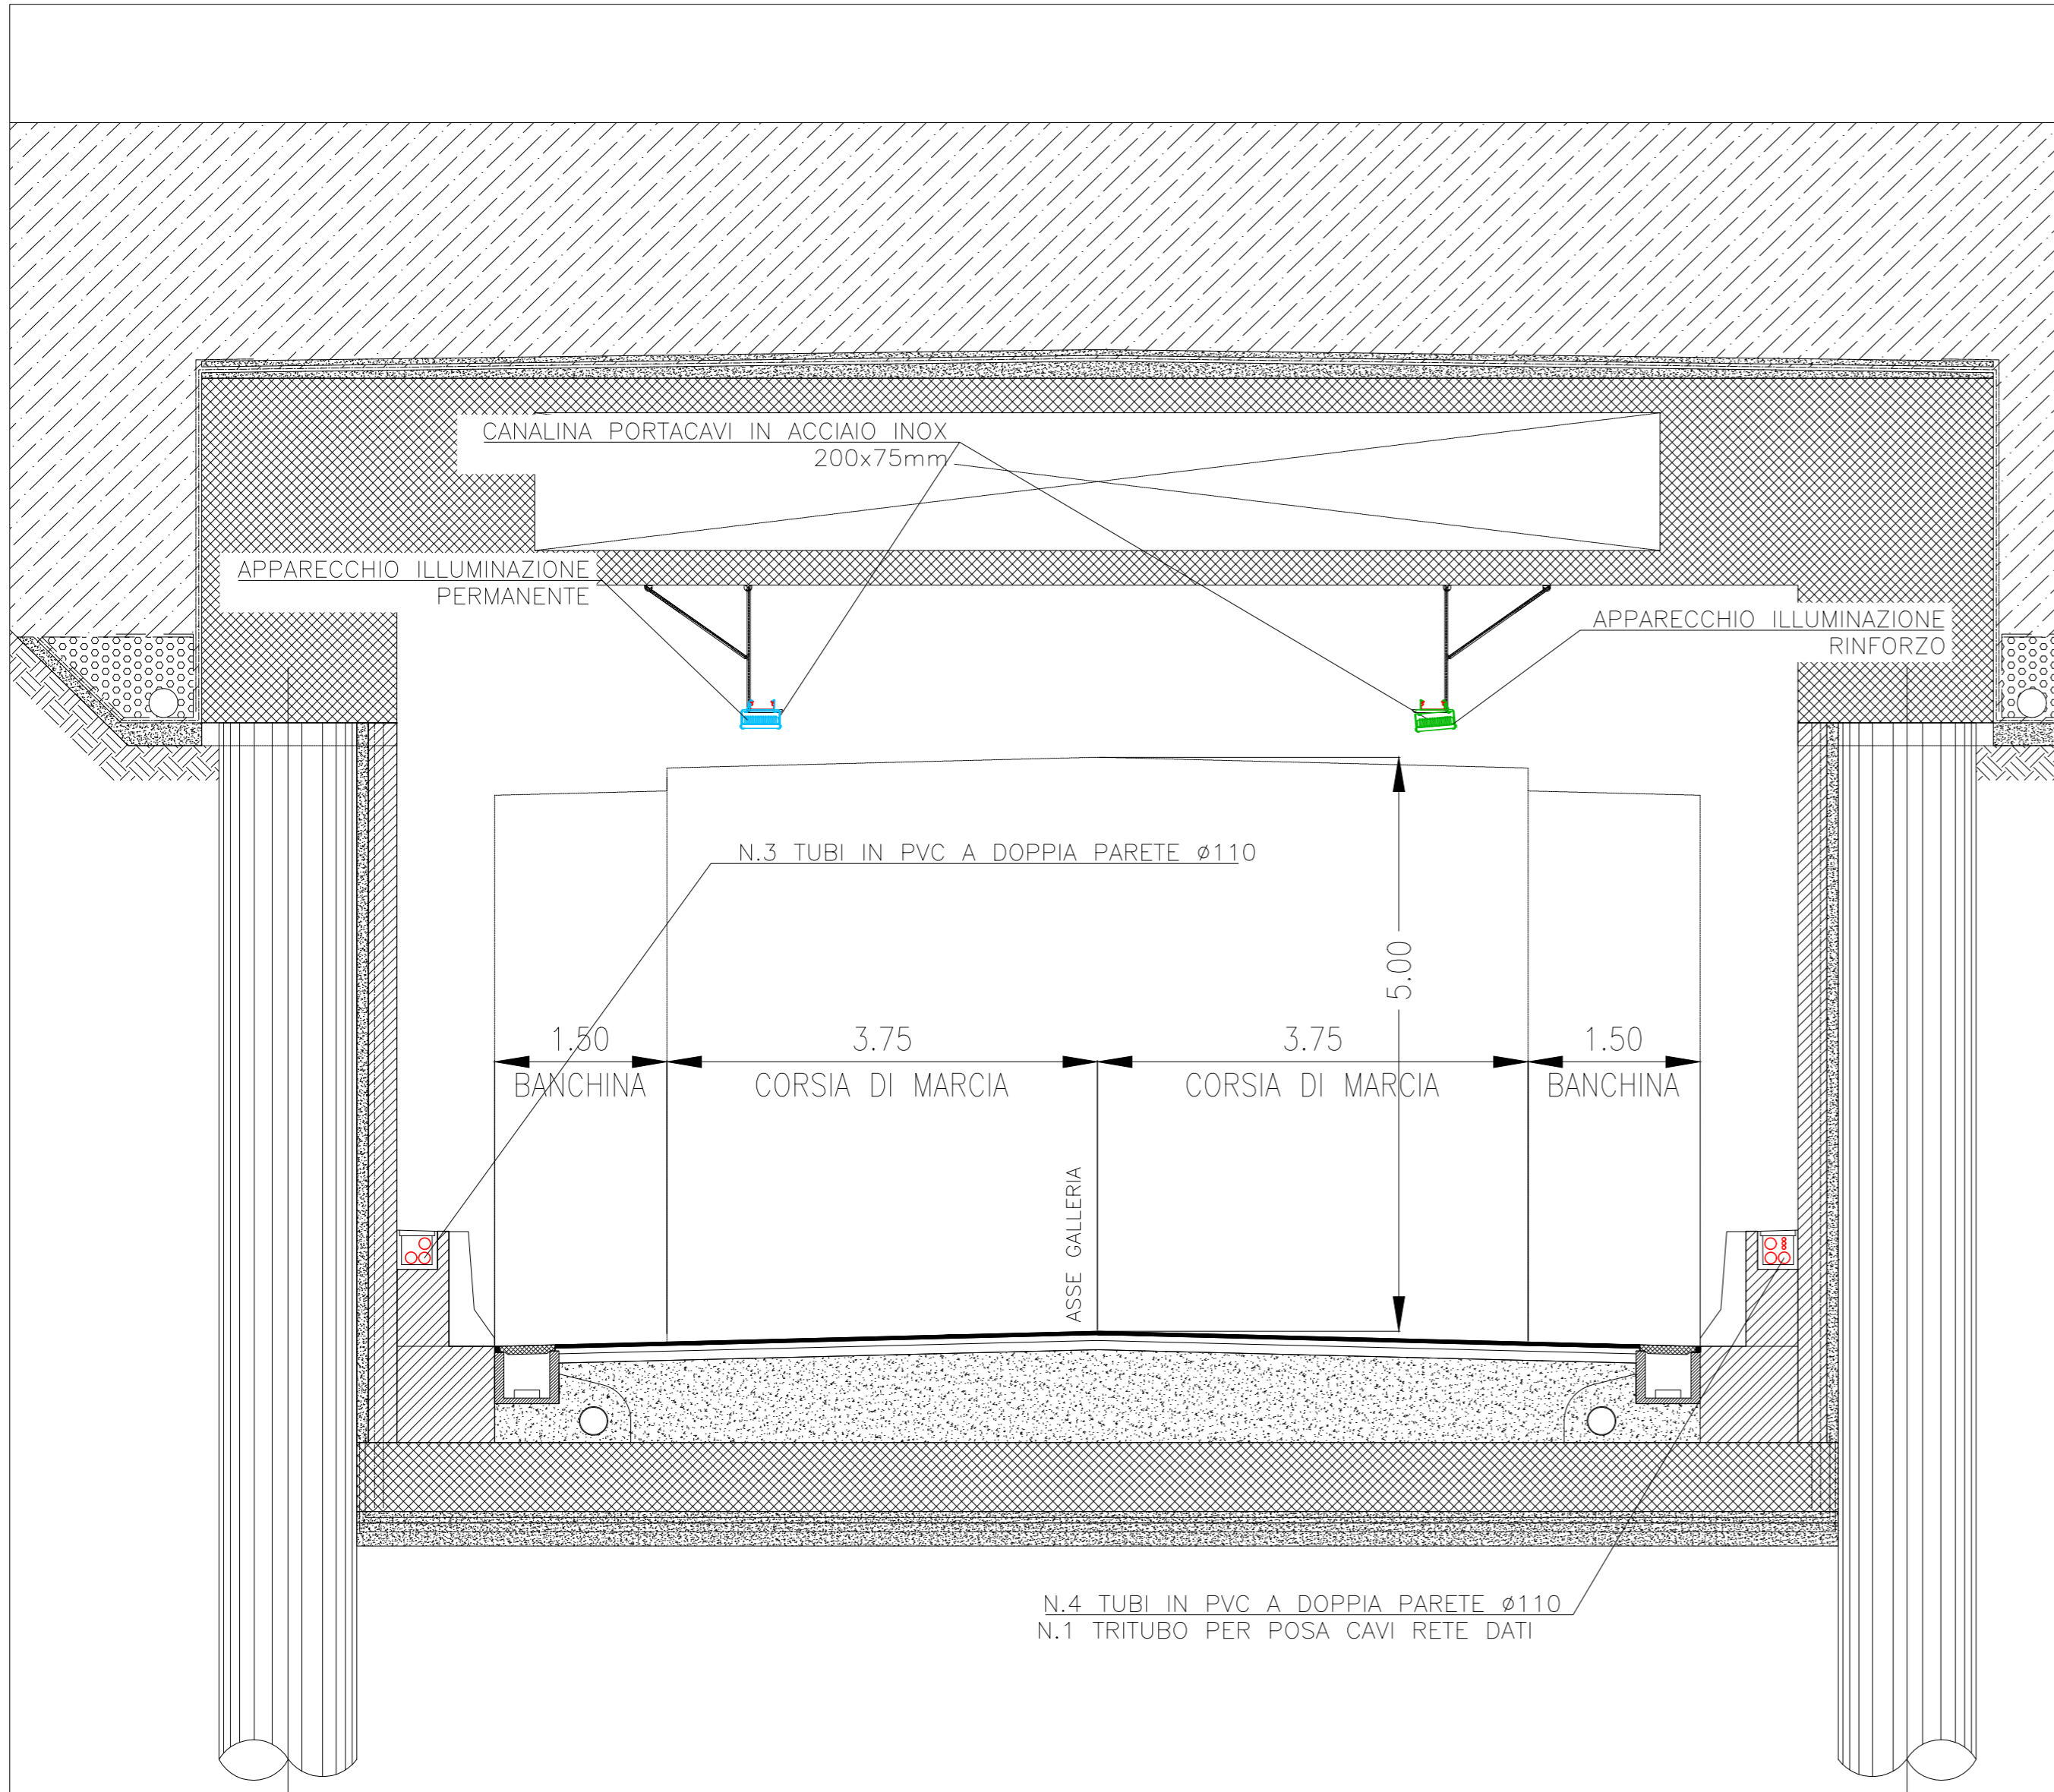 CANALINA PORTACAVI IN ACCIAIO INOX
200x75mm
APPARECCHIO ILLUMINAZIONE
PERMANENTE
APPARECCHIO ILLUMINAZIONE
RINFORZO
N.3 TUBI IN PVC A DOPPIA PARETE ø110
5.00
1.50
3.75
3.75
1.50
BANCHINA
CORSIA DI MARCIA
CORSIA DI MARCIA
BANCHINA
ASSE GALLERIA
N.4 TUBI IN PVC A DOPPIA PARETE ø110
N.1 TRITUBO PER POSA CAVI RETE DATI